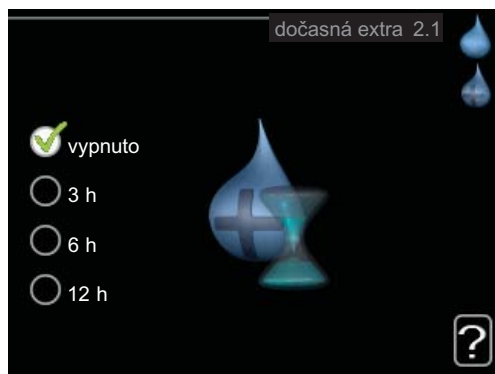 dočasná extra 2.1
vypnuto
3 h
6 h
12 h
?